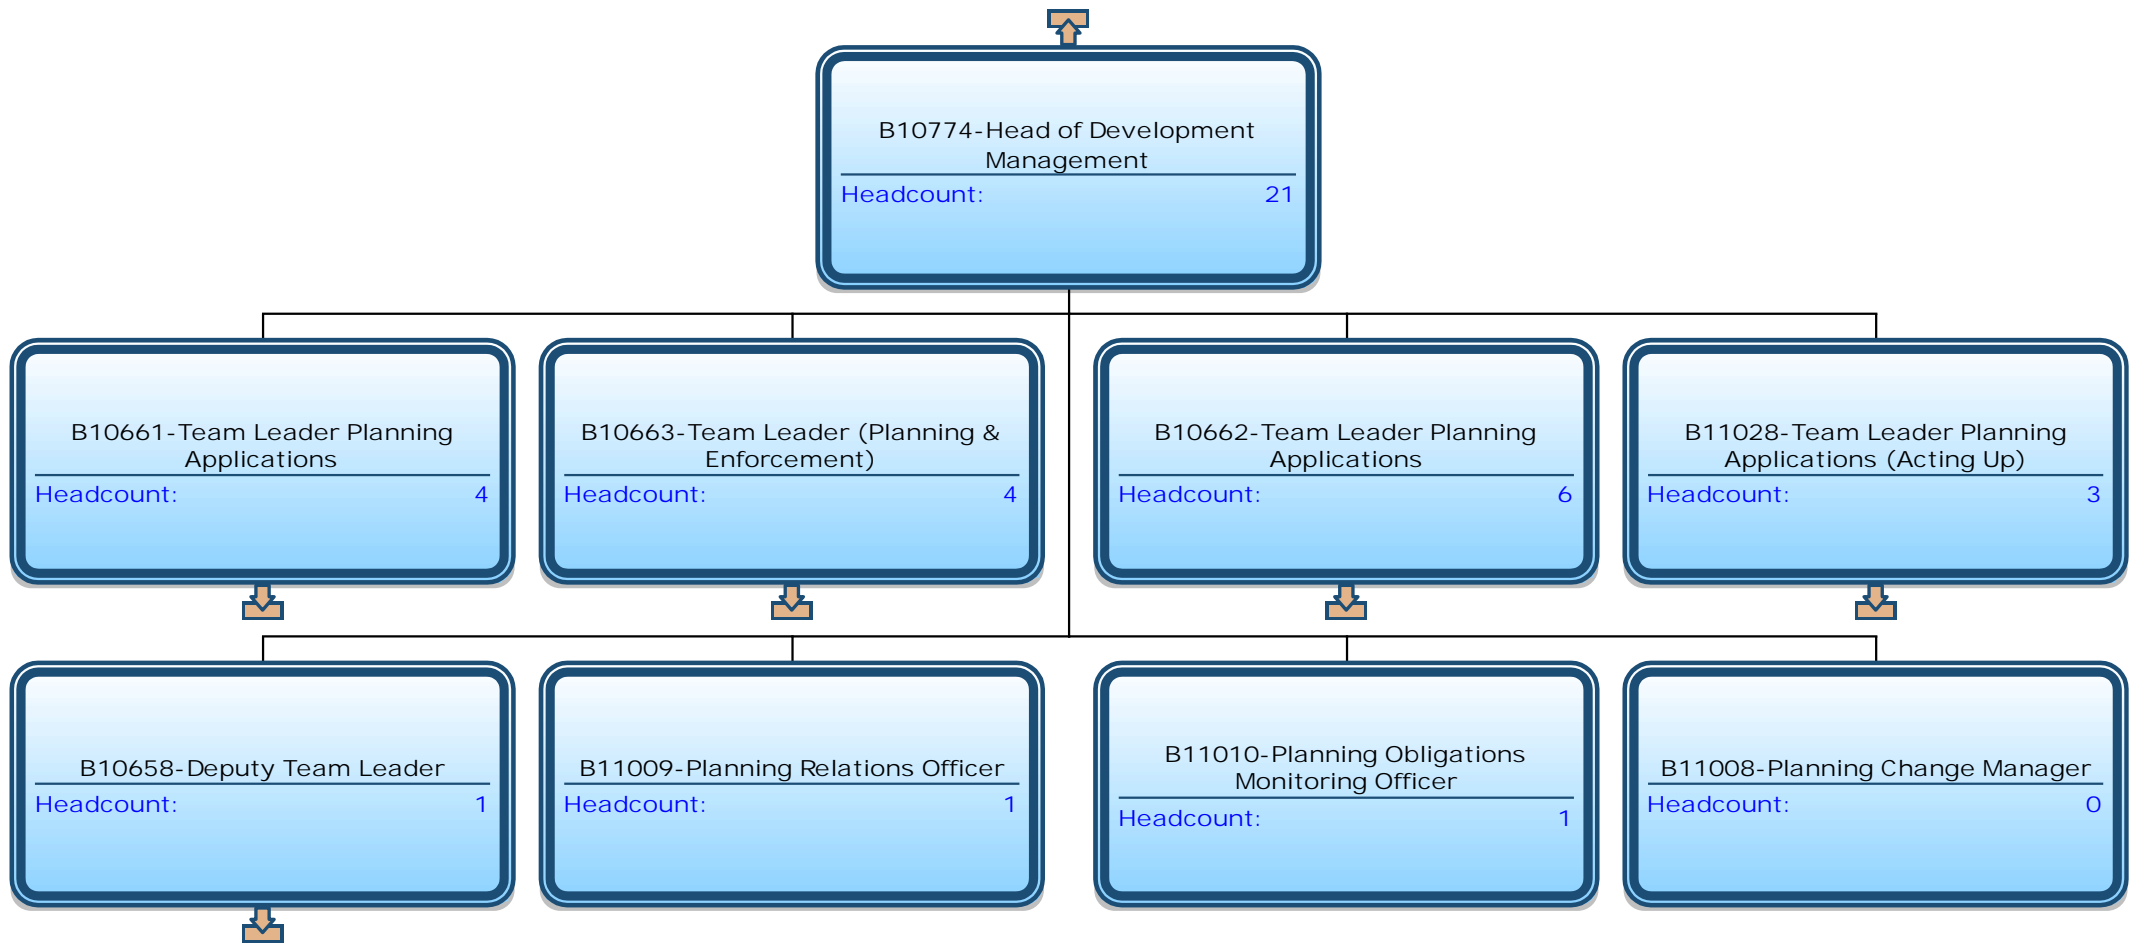 B10774-Head of Development
Management
Headcount: 21
B10661-Team Leader Planning
Applications
Headcount: 4
B10663-Team Leader (Planning &
Enforcement)
Headcount: 4
B10662-Team Leader Planning
Applications
Headcount: 6
B11028-Team Leader Planning
Applications (Acting Up)
Headcount: 3
B10658-Deputy Team Leader
Headcount: 1
B11009-Planning Relations Officer
Headcount: 1
B11010-Planning Obligations
Monitoring Officer
Headcount: 1
B11008-Planning Change Manager
Headcount: 0